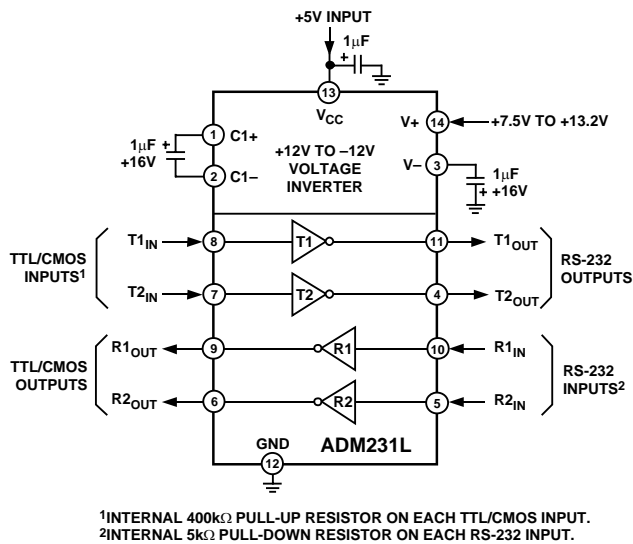 +5V INPUT
1µF
+
13
VCC
1µF
+
+16V
1
C1+
2
C1–
+12V TO –12V
VOLTAGE
INVERTER
V+
14
+7.5V TO +13.2V
V–
3
1µF
+
+16V
TTL/CMOS
INPUTS1
T1IN
8
T1
11
T1OUT
T2IN
7
T2
4
T2OUT
RS-232
OUTPUTS
TTL/CMOS
OUTPUTS
R1OUT
9
R1
10
R1IN
R2OUT
6
R2
5
R2IN
RS-232
INPUTS2
GND
12
ADM231L
1INTERNAL 400kΩ PULL-UP RESISTOR ON EACH TTL/CMOS INPUT.
2INTERNAL 5kΩ PULL-DOWN RESISTOR ON EACH RS-232 INPUT.